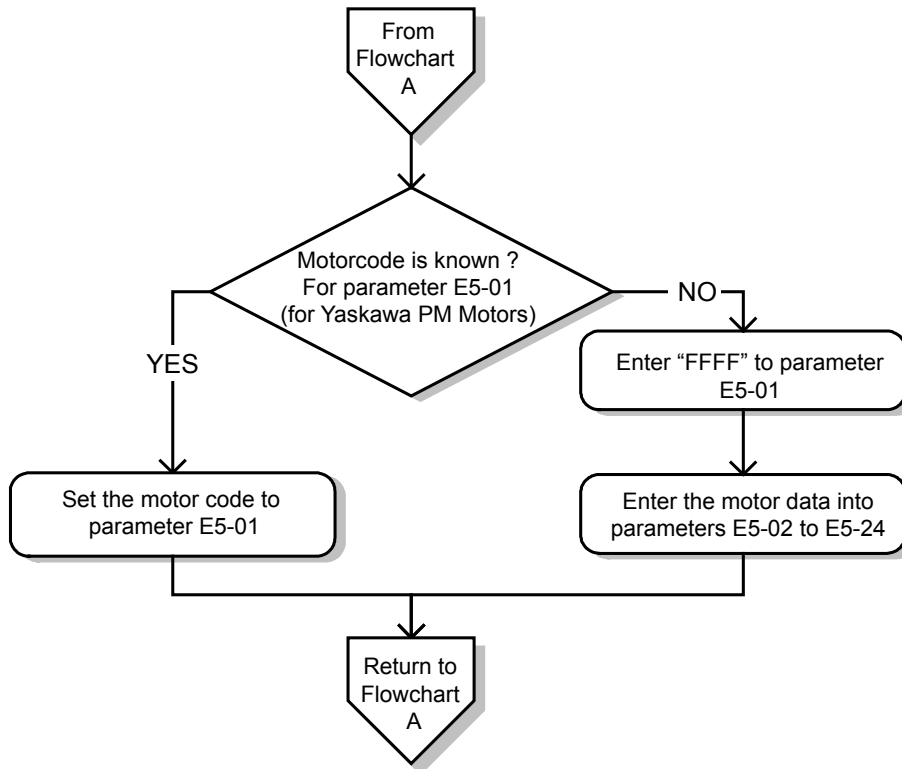 From
Flowchart
A
Motorcode is known ?
For parameter E5-01
(for Yaskawa PM Motors)
NO
YES
Enter “FFFF” to parameter
E5-01
Set the motor code to
parameter E5-01
Enter the motor data into
parameters E5-02 to E5-24
Return to
Flowchart
A